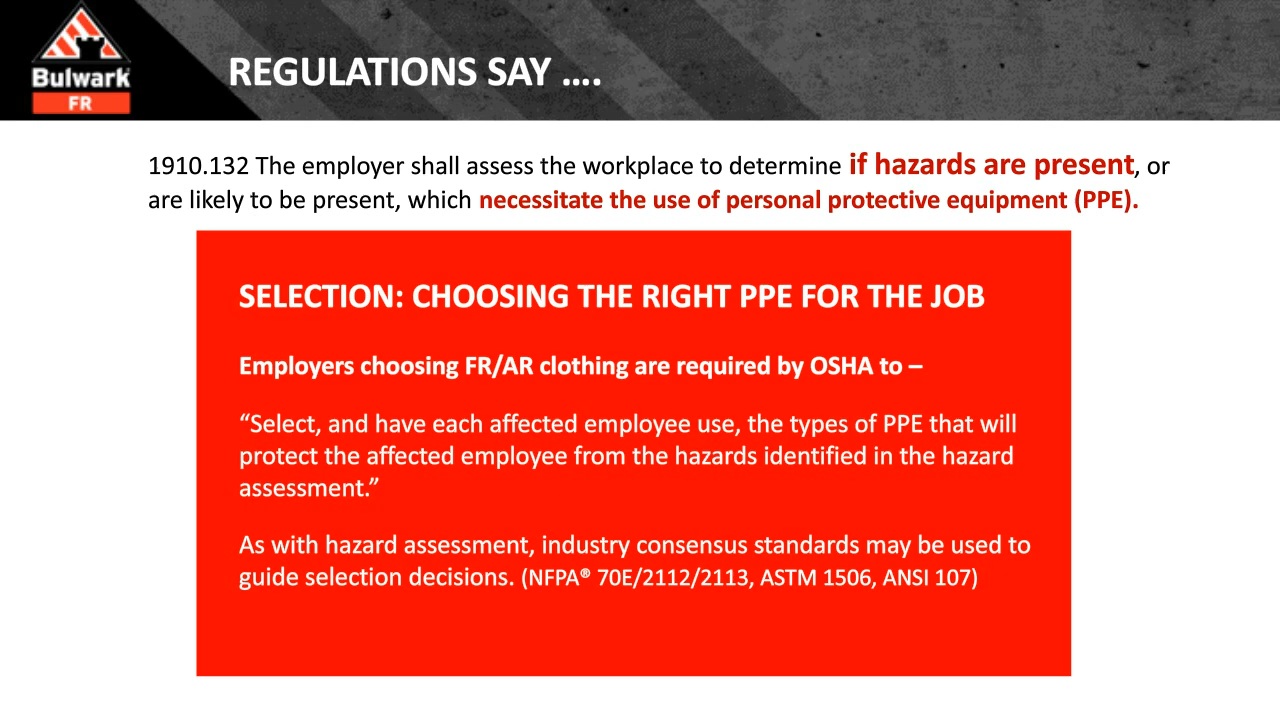 Bulwark
FR
REGULATIONS SAY ....
1910.132 The employer shall assess the workplace to determine if hazards are present, or
are likely to be present, which necessitate the use of personal protective equipment (PPE).
SELECTION: CHOOSING THE RIGHT PPE FOR THE JOB
Employers choosing FR/AR clothing are required by OSHA to –
“Select, and have each affected employee use, the types of PPE that will
protect the affected employee from the hazards identified in the hazard
assessment.”
As with hazard assessment, industry consensus standards may be used to
guide selection decisions. (NFPA® 70E/2112/2113, ASTM 1506, ANSI 107)